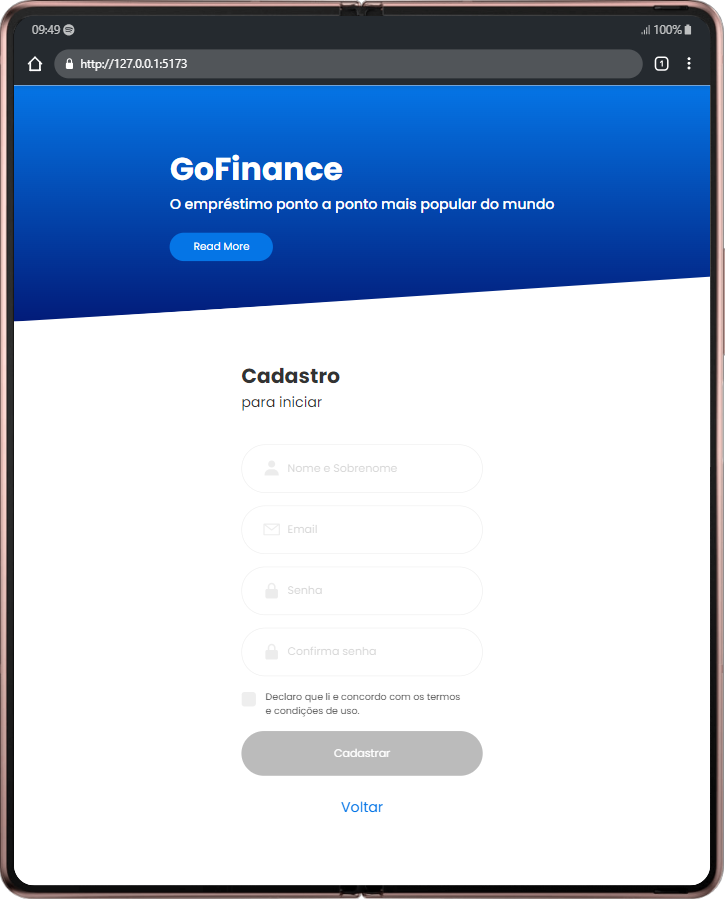 09:49
100%
http://127.0.0.1:5173
1
GoFinance
O empréstimo ponto a ponto mais popular do mundo
Read More
Cadastro
para iniciar
Nome e Sobrenome
Email
Senha
Confirma senha
Declaro que li e concordo com os termos
e condições de uso.
Cadastrar
Voltar